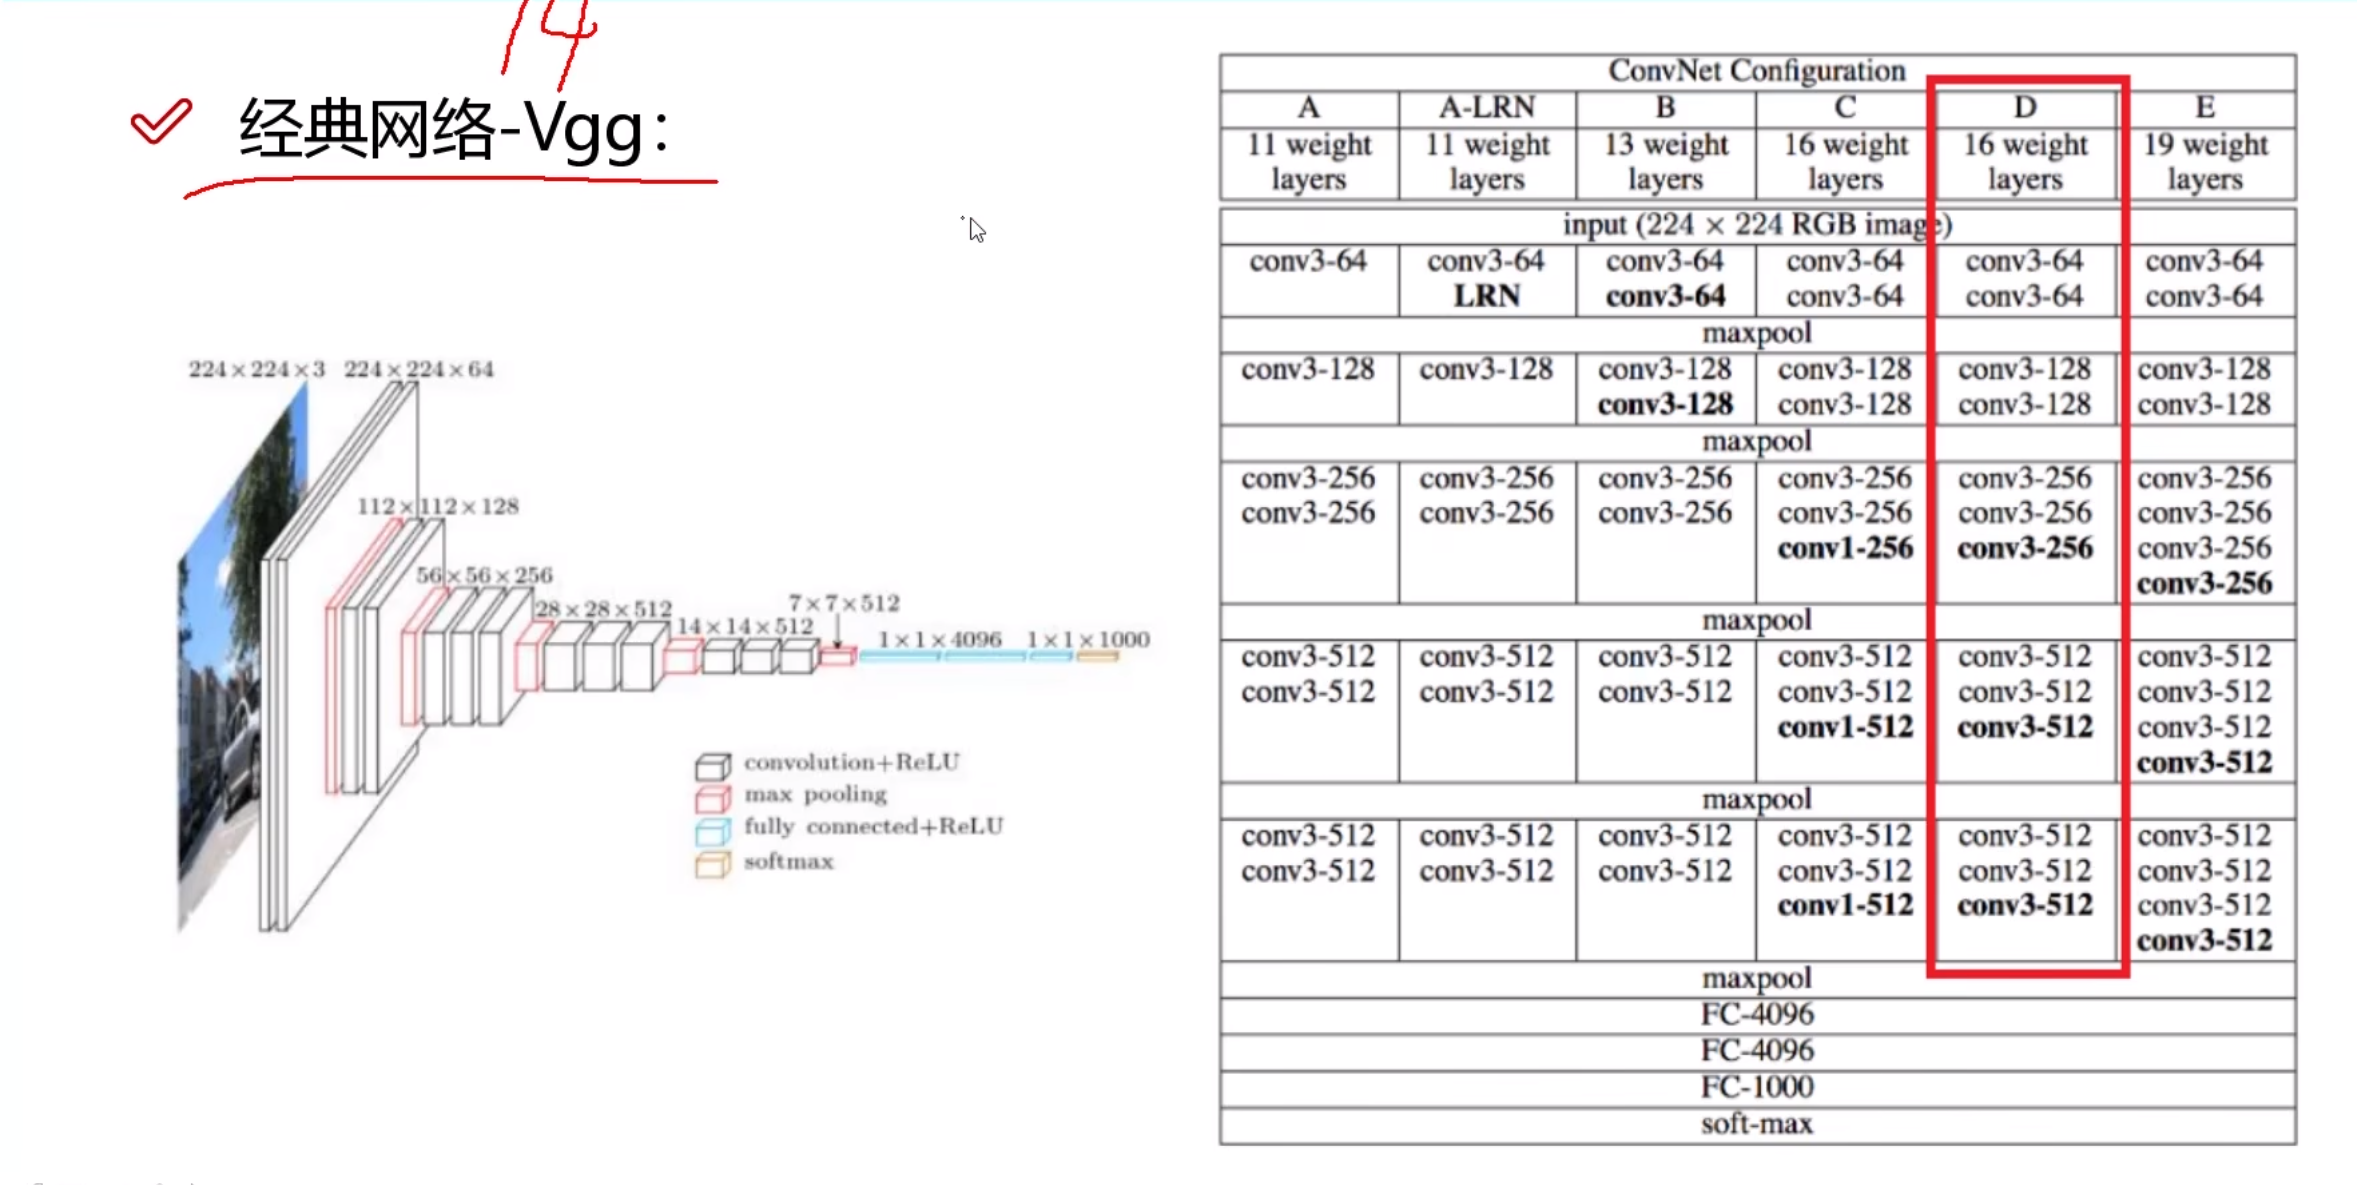 14
经典网络-Vgg：
224×224×3 224×224×64
112×112×128
56×56×256
28×28×512
14×14×512
7×7×512
1×1×4096 1×1×1000
convolution+ReLU
max pooling
fully connected+ReLU
softmax
ConvNet Configuration
A A-LRN B C D E
11 weight 11 weight 13 weight 16 weight 16 weight 19 weight
layers layers layers layers layers layers
input (224 × 224 RGB image)
conv3-64 conv3-64 conv3-64 conv3-64 conv3-64 conv3-64
LRN conv3-64 conv3-64 conv3-64 conv3-64
maxpool
conv3-128 conv3-128 conv3-128 conv3-128 conv3-128 conv3-128
conv3-128 conv3-128 conv3-128 conv3-128
maxpool
conv3-256 conv3-256 conv3-256 conv3-256 conv3-256 conv3-256
conv3-256 conv3-256 conv3-256 conv3-256 conv3-256 conv3-256
conv1-256 conv3-256 conv3-256
conv3-256
maxpool
conv3-512 conv3-512 conv3-512 conv3-512 conv3-512 conv3-512
conv3-512 conv3-512 conv3-512 conv3-512 conv3-512 conv3-512
conv1-512 conv3-512 conv3-512
conv3-512
maxpool
conv3-512 conv3-512 conv3-512 conv3-512 conv3-512 conv3-512
conv3-512 conv3-512 conv3-512 conv3-512 conv3-512 conv3-512
conv1-512 conv3-512 conv3-512
conv3-512
maxpool
FC-4096
FC-4096
FC-1000
soft-max